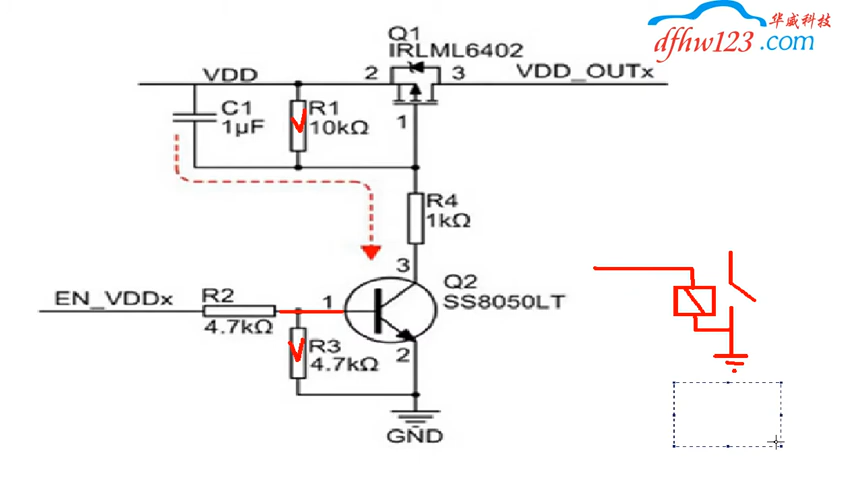 华威科技
dfhw123.com
Q1
IRLML6402
VDD
2
3
VDD_OUTx
C1
1μF
R1
10kΩ
1
R4
1kΩ
3
Q2
SS8050LT
EN_VDDx
R2
4.7kΩ
1
R3
4.7kΩ
2
GND